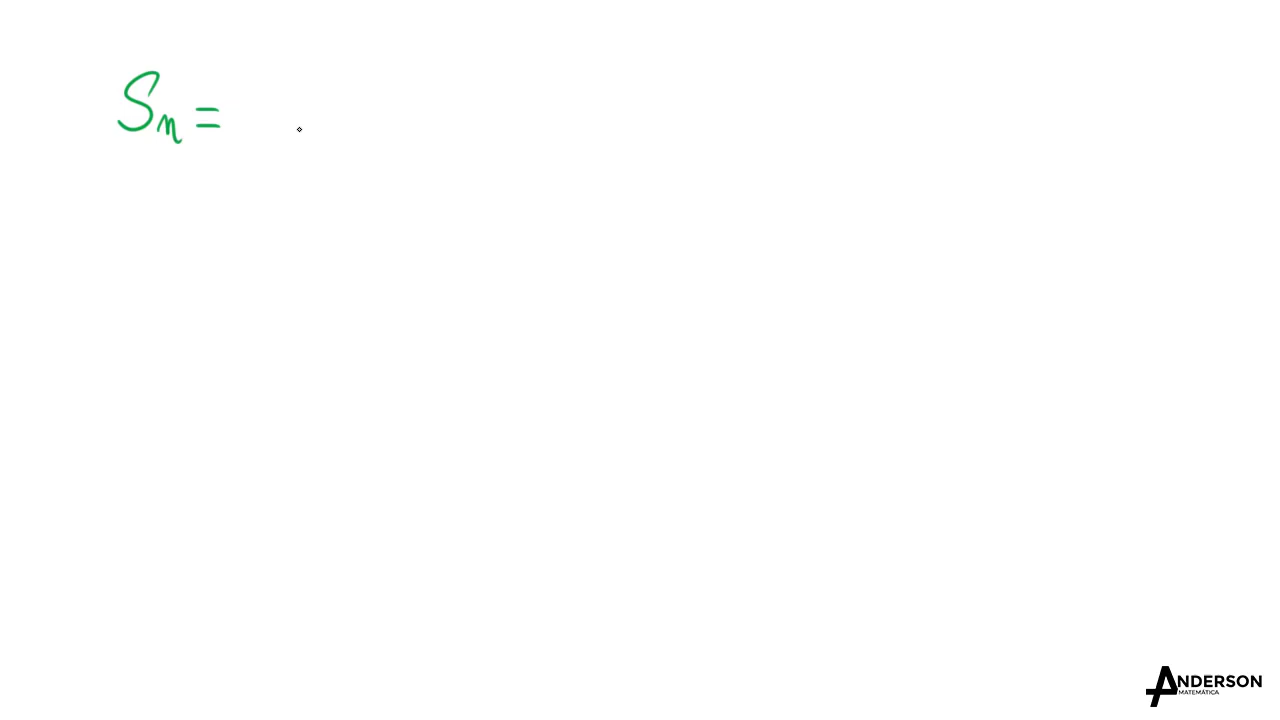 Sn =
ANDERSON
MATEMÁTICA